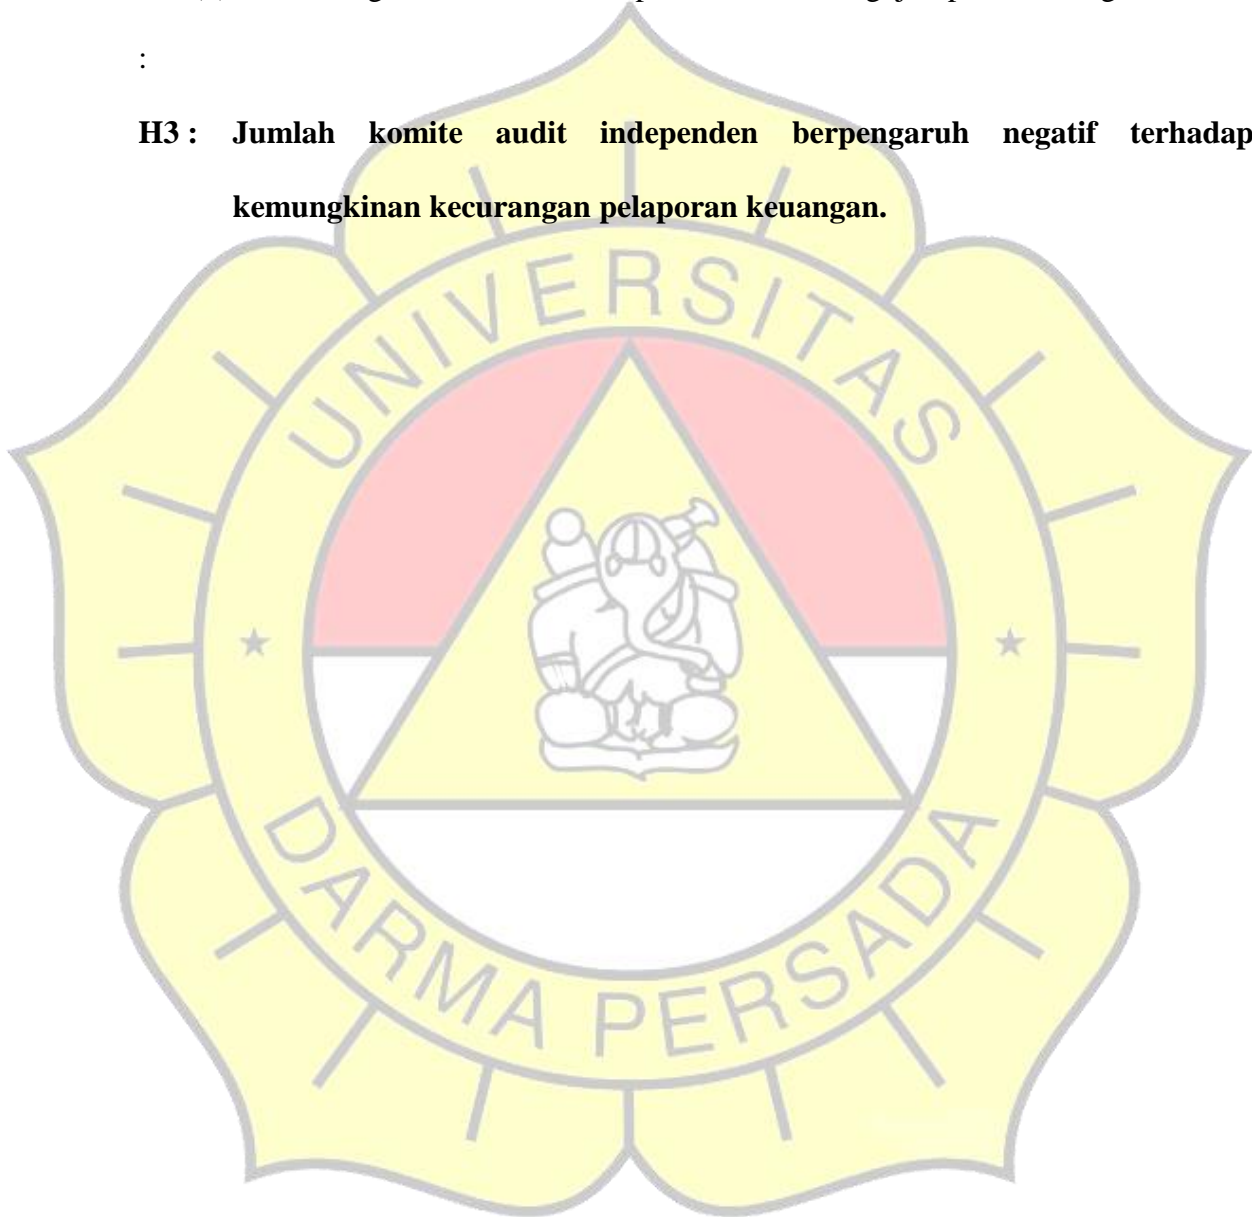 :
H3 : Jumlah komite audit independen berpengaruh negatif terhadap
kemungkinan kecurangan pelaporan keuangan.
UNIVERSITAS
DARMA PERSADA